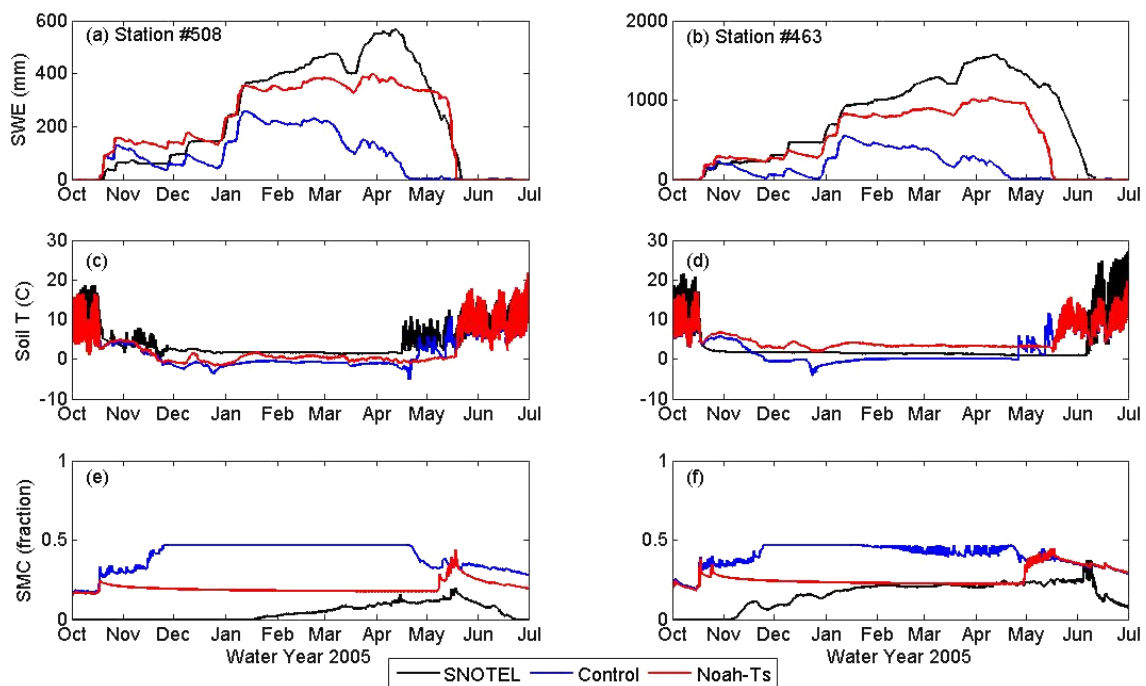 (a) Station #508
SWE (mm)
600
400
200
0
Oct Nov Dec Jan Feb Mar Apr May Jun Jul
(b) Station #463
2000
1000
0
Oct Nov Dec Jan Feb Mar Apr May Jun Jul
(c)
Soil T (C)
30
20
10
0
-10
Oct Nov Dec Jan Feb Mar Apr May Jun Jul
(d)
30
20
10
0
-10
Oct Nov Dec Jan Feb Mar Apr May Jun Jul
(e)
SMC (fraction)
1
0.5
0
Oct Nov Dec Jan Feb Mar Apr May Jun Jul
Water Year 2005
(f)
1
0.5
0
Oct Nov Dec Jan Feb Mar Apr May Jun Jul
Water Year 2005
SNOTEL Control Noah-Ts